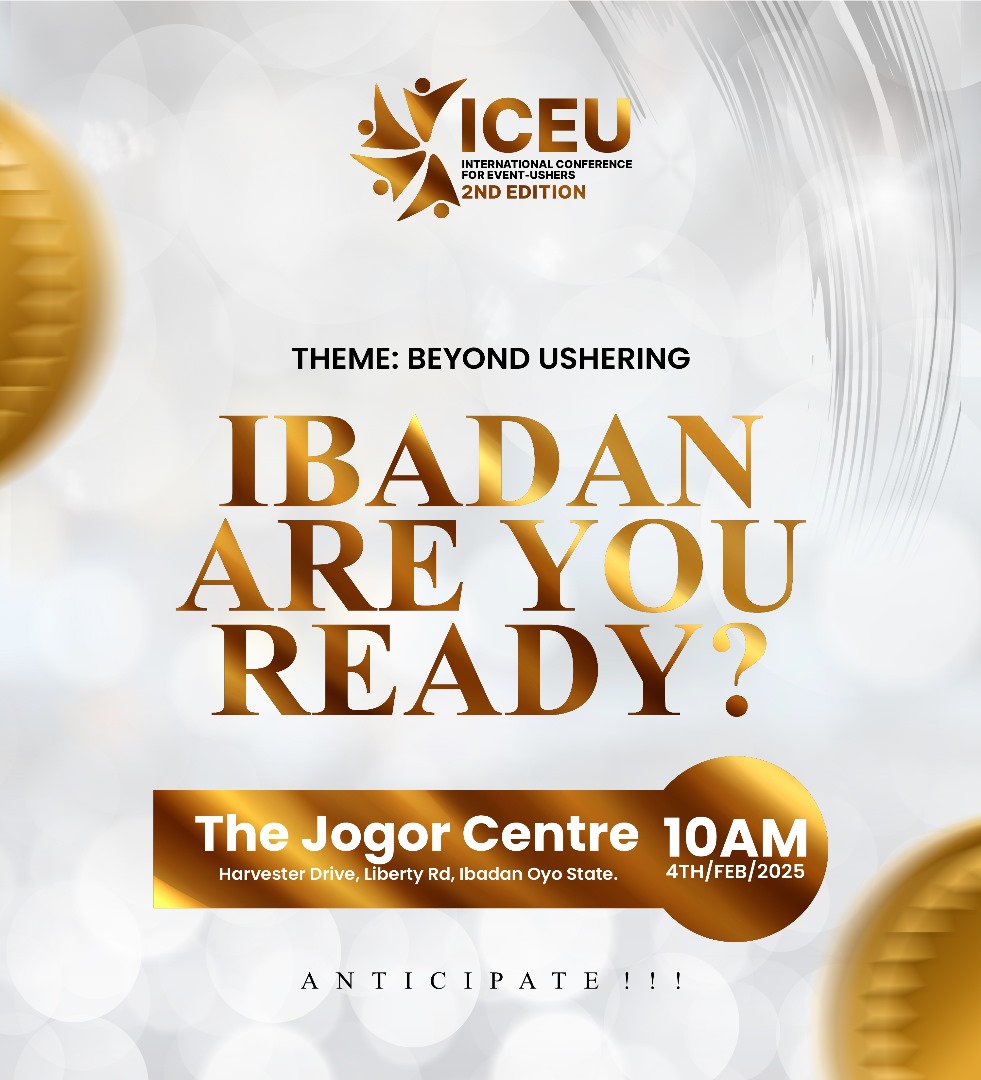 ICEU
INTERNATIONAL CONFERENCE
FOR EVENT-USHERS
2ND EDITION
THEME: BEYOND USHERING
IBADAN
ARE YOU
READY?
The Jogor Centre
Harvester Drive, Liberty Rd, Ibadan Oyo State.
10AM
4TH/FEB/2025
ANTICIPATE!!!